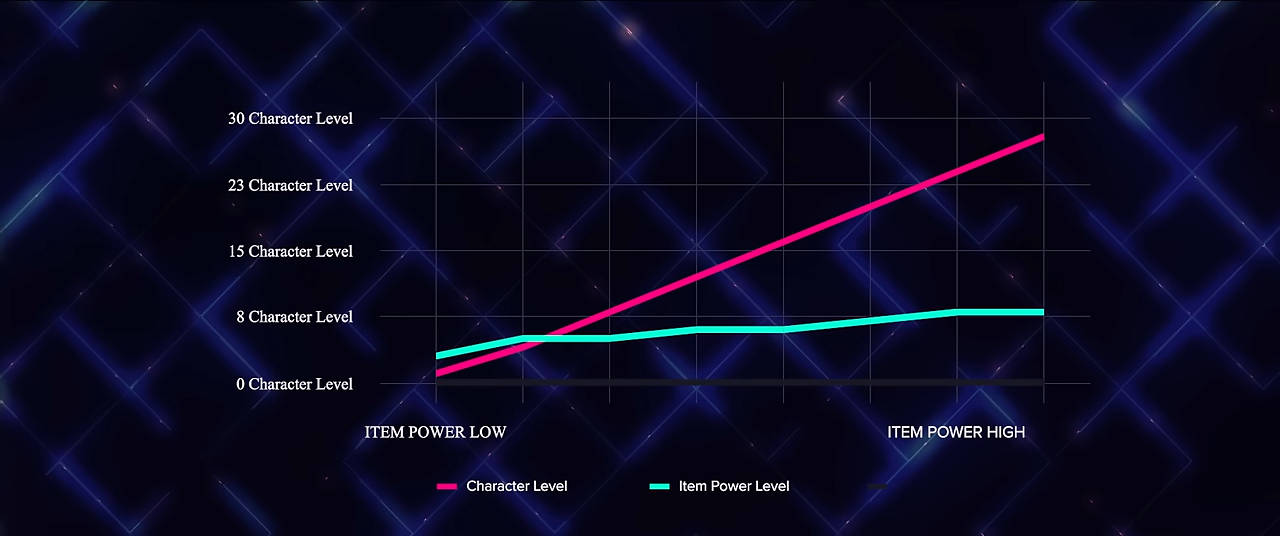 30 Character Level
23 Character Level
15 Character Level
8 Character Level
0 Character Level
ITEM POWER LOW
ITEM POWER HIGH
Character Level
Item Power Level